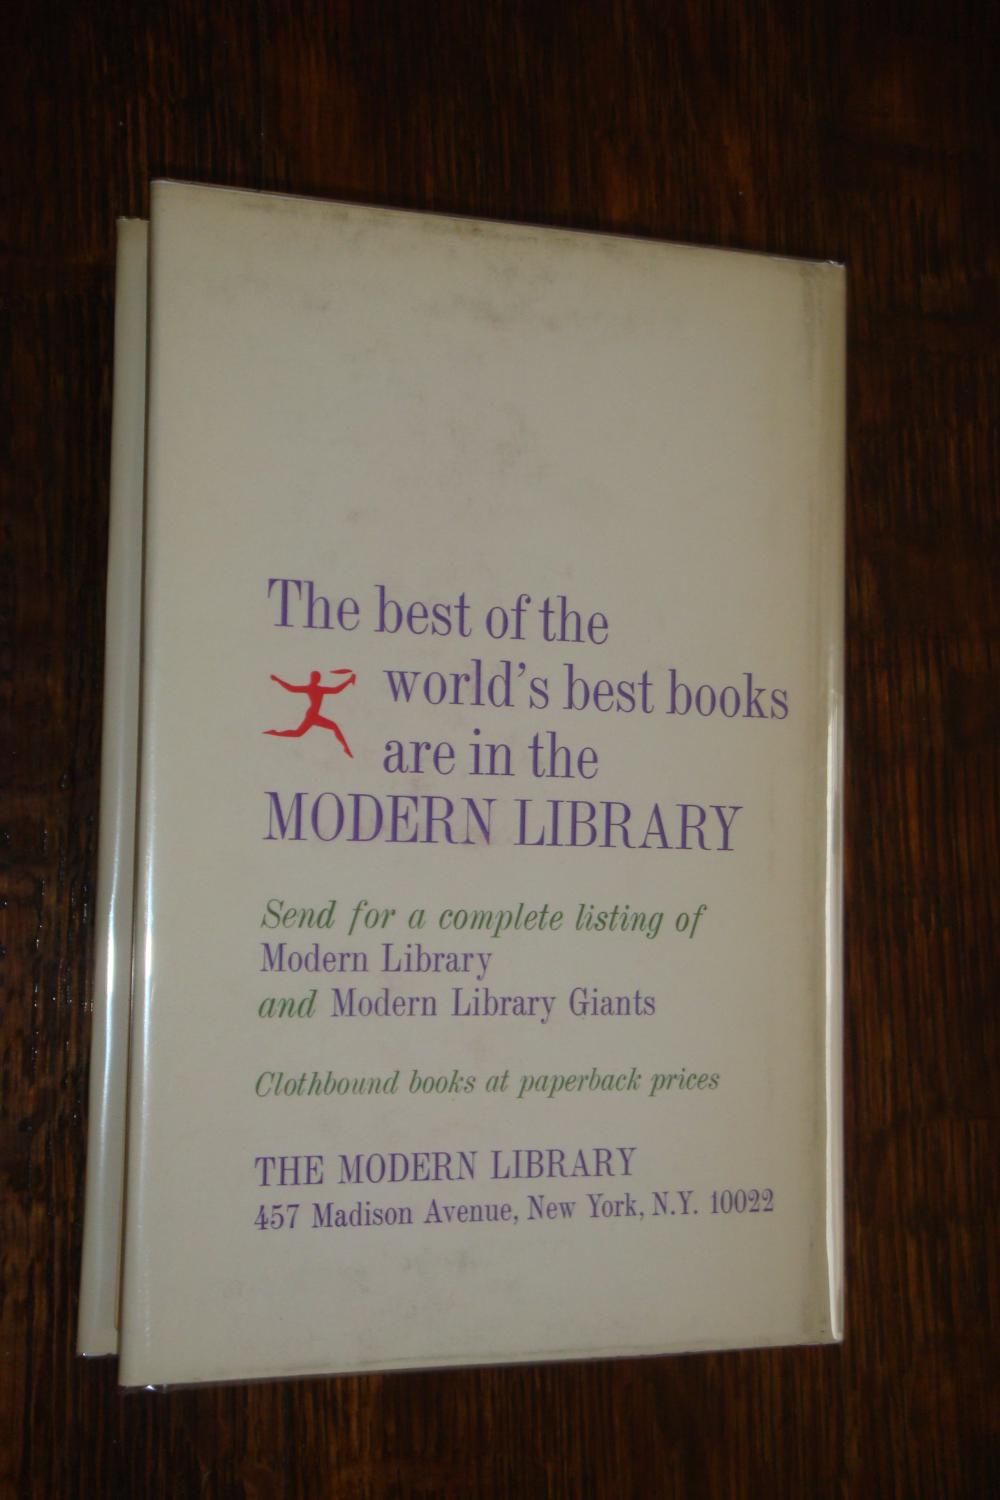 The best of the
world's best books
are in the
MODERN LIBRARY
Send for a complete listing of
Modern Library
and Modern Library Giants
Clothbound books at paperback prices
THE MODERN LIBRARY
457 Madison Avenue, New York, N.Y. 10022